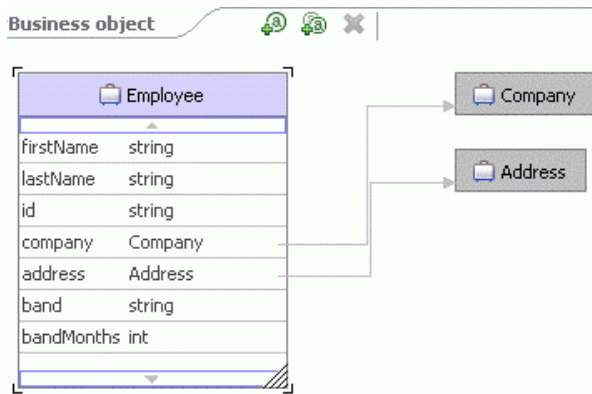 Business object
Employee
Company
firstName string
lastName string
Address
id string
company Company
address Address
band string
bandMonths int